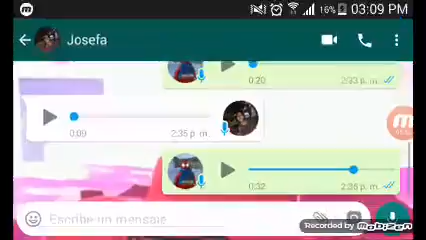 16% 03:09 PM
Josefa
0:20 2:33 p. m.
0:09 2:35 p. m.
0:32 2:36 p. m.
Escribe un mensaje
Recorded by
MOBIZEN